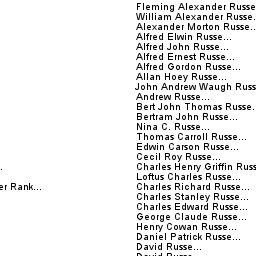 Fleming Alexander Russe
William Alexander Russe.
Alexander Morton Russe..
Alfred Elwin Russe...
Alfred John Russe...
Alfred Ernest Russe...
Alfred Gordon Russe...
Allan Hoey Russe...
John Andrew Waugh Russ
Andrew Russe...
Bert John Thomas Russe.
Bertram John Russe...
Nina C. Russe...
Thomas Carroll Russe...
Edwin Carson Russe...
Cecil Roy Russe...
. Charles Henry Griffin Russ
Loftus Charles Russe...
er Rank... Charles Richard Russe...
Charles Stanley Russe...
Charles Edward Russe...
George Claude Russe...
Henry Cowan Russe...
Daniel Patrick Russe...
David Russe...